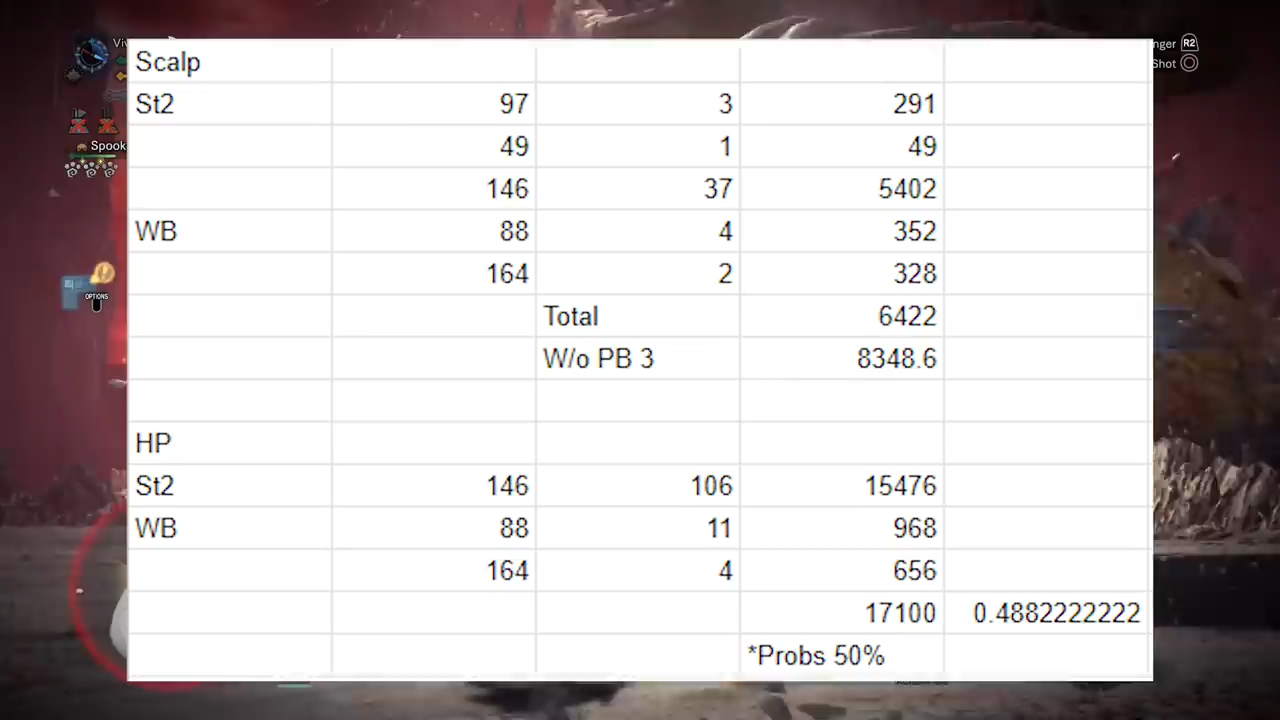 Scalp
St2 97 3 291
49 1 49
146 37 5402
WB 88 4 352
164 2 328
Total 6422
W/o PB 3 8348.6
HP
St2 146 106 15476
WB 88 11 968
164 4 656
17100 0.4882222222
*Probs 50%
Spook
OPTIONS
nger R2
Shot